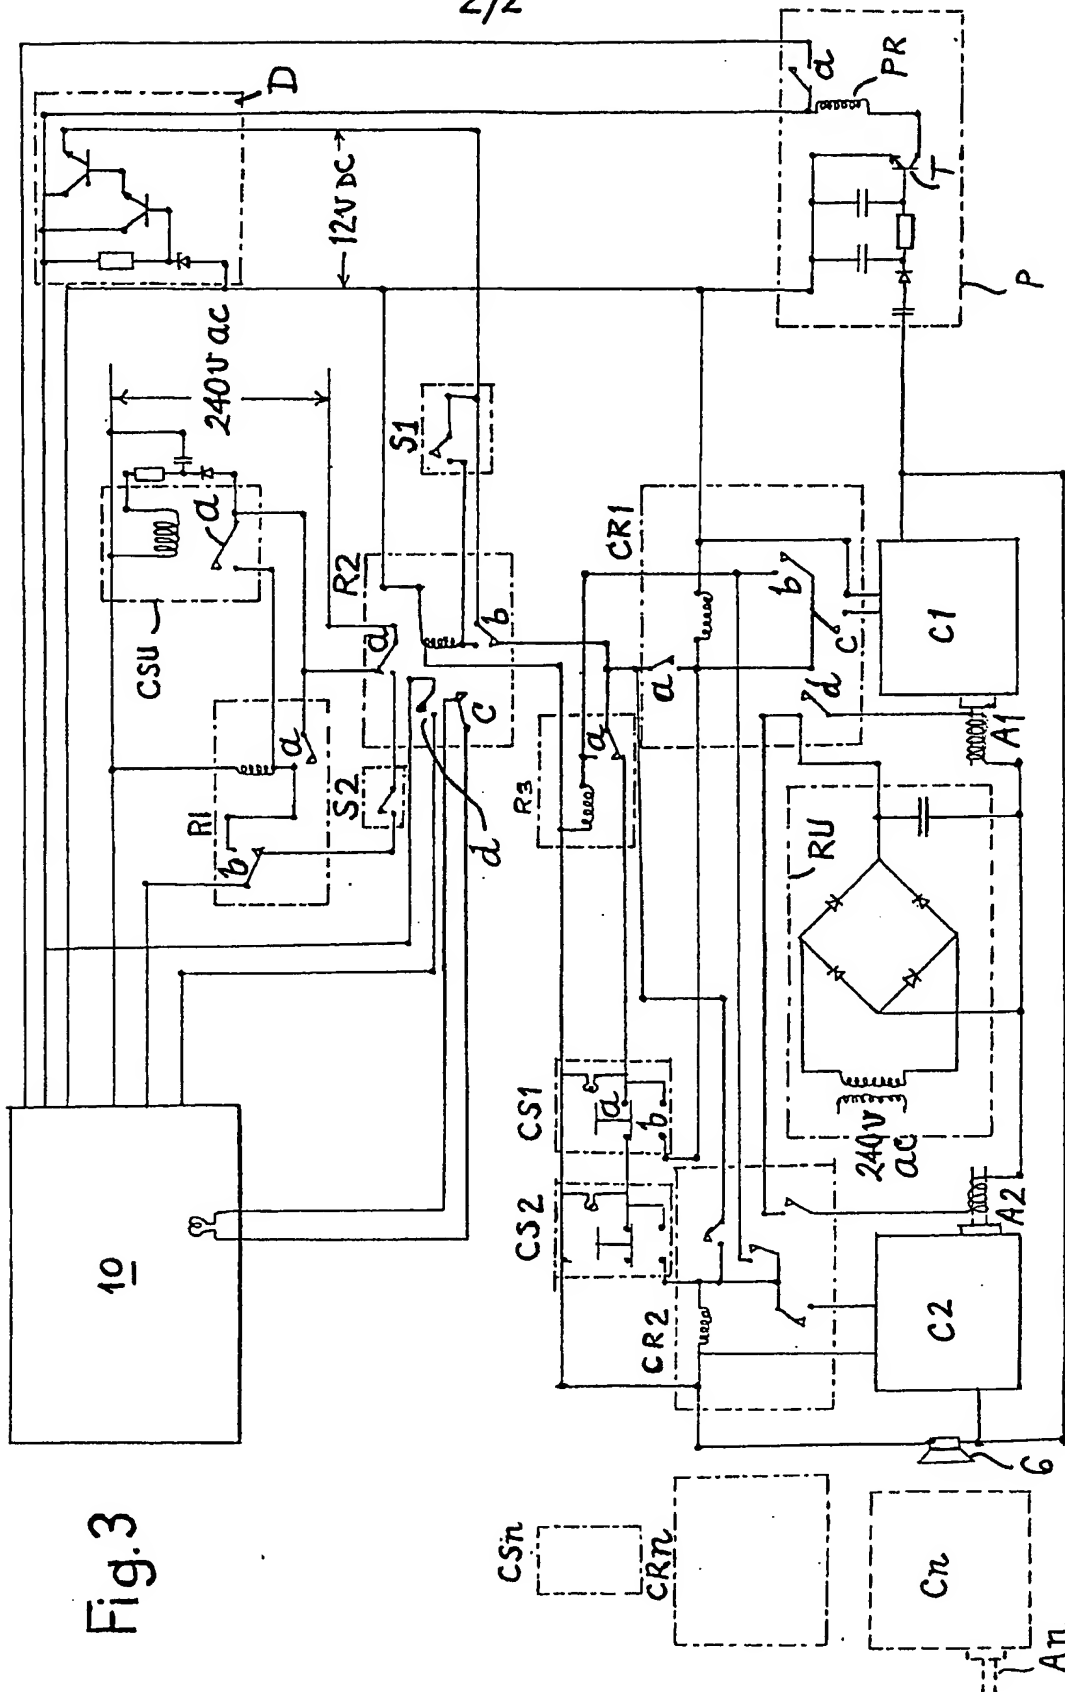 2/2
D
a
PR
T
P
12V DC
240V ac
a
CSU
R1
a
b
S2
R2
a
b
c
d
S1
R3
a
CR1
a
b
c
d
C1
A1
RU
240V
ac
CS1
a
b
CS2
CR2
C2
A2
6
10
Fig.3
CSn
CRn
Cn
An